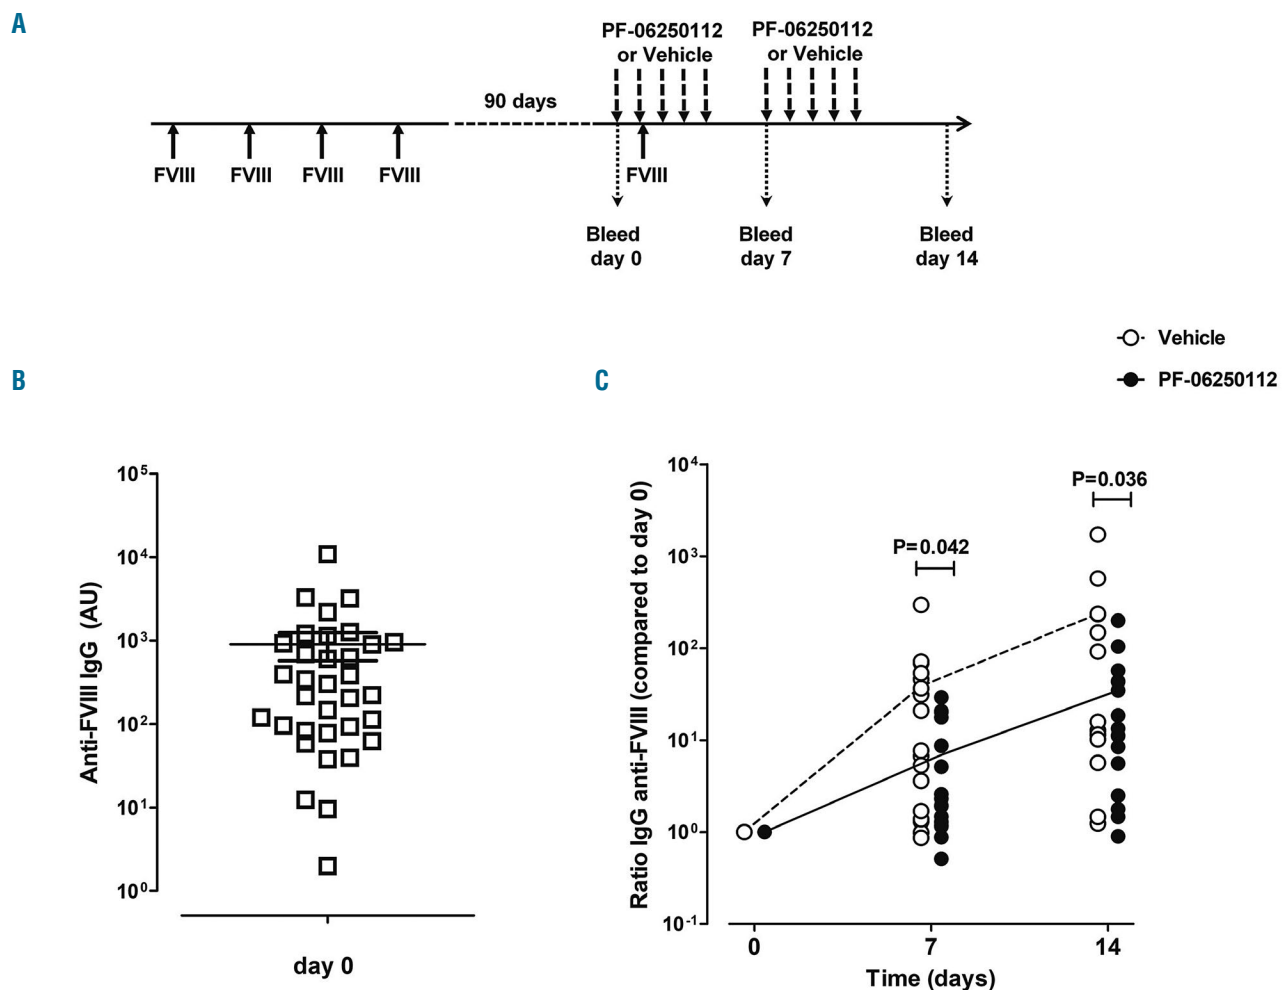 A
PF-06250112
or Vehicle
PF-06250112
or Vehicle
90 days
FVIII
FVIII
FVIII
FVIII
FVIII
Bleed
day 0
Bleed
day 7
Bleed
day 14
Vehicle
PF-06250112
B
Anti-FVIII IgG (AU)
10⁵
10⁴
10³
10²
10¹
10⁰
day 0
C
Ratio IgG anti-FVIII (compared to day 0)
10⁴
10³
10²
10¹
10⁰
10⁻¹
P=0.042
P=0.036
0 7 14
Time (days)